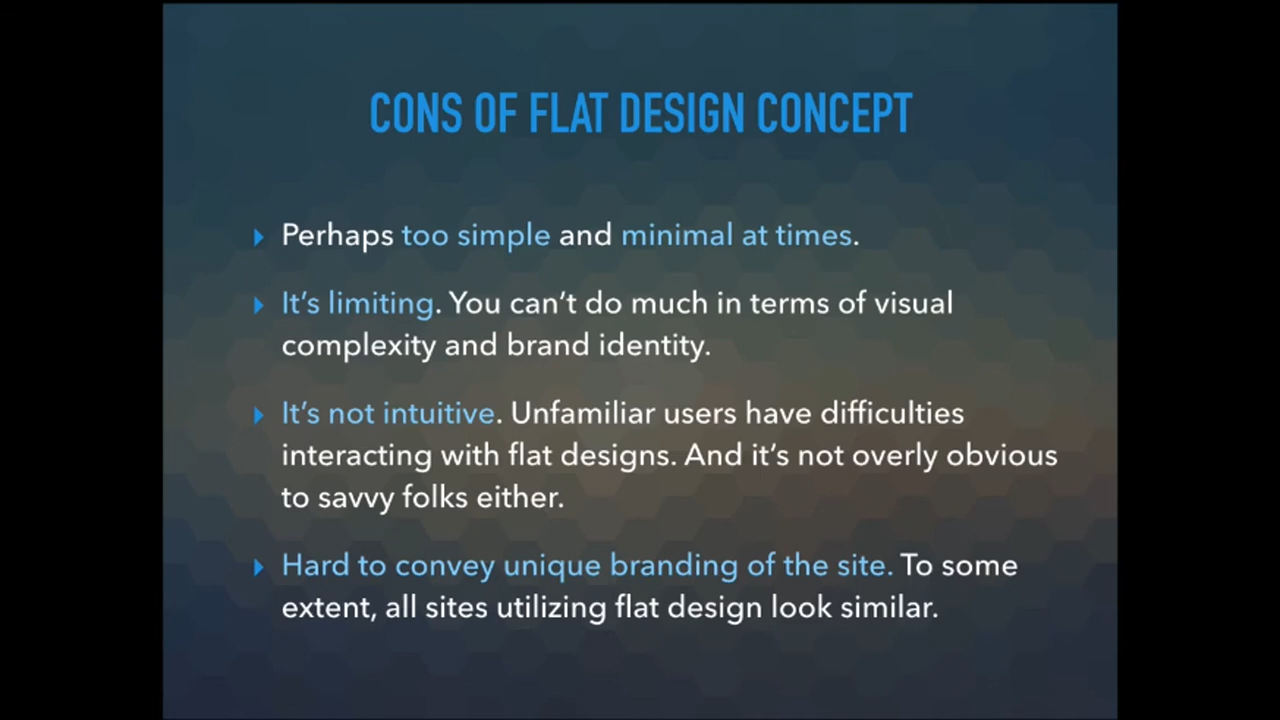 CONS OF FLAT DESIGN CONCEPT
Perhaps too simple and minimal at times.
It's limiting. You can't do much in terms of visual
complexity and brand identity.
It's not intuitive. Unfamiliar users have difficulties
interacting with flat designs. And it's not overly obvious
to savvy folks either.
Hard to convey unique branding of the site. To some
extent, all sites utilizing flat design look similar.